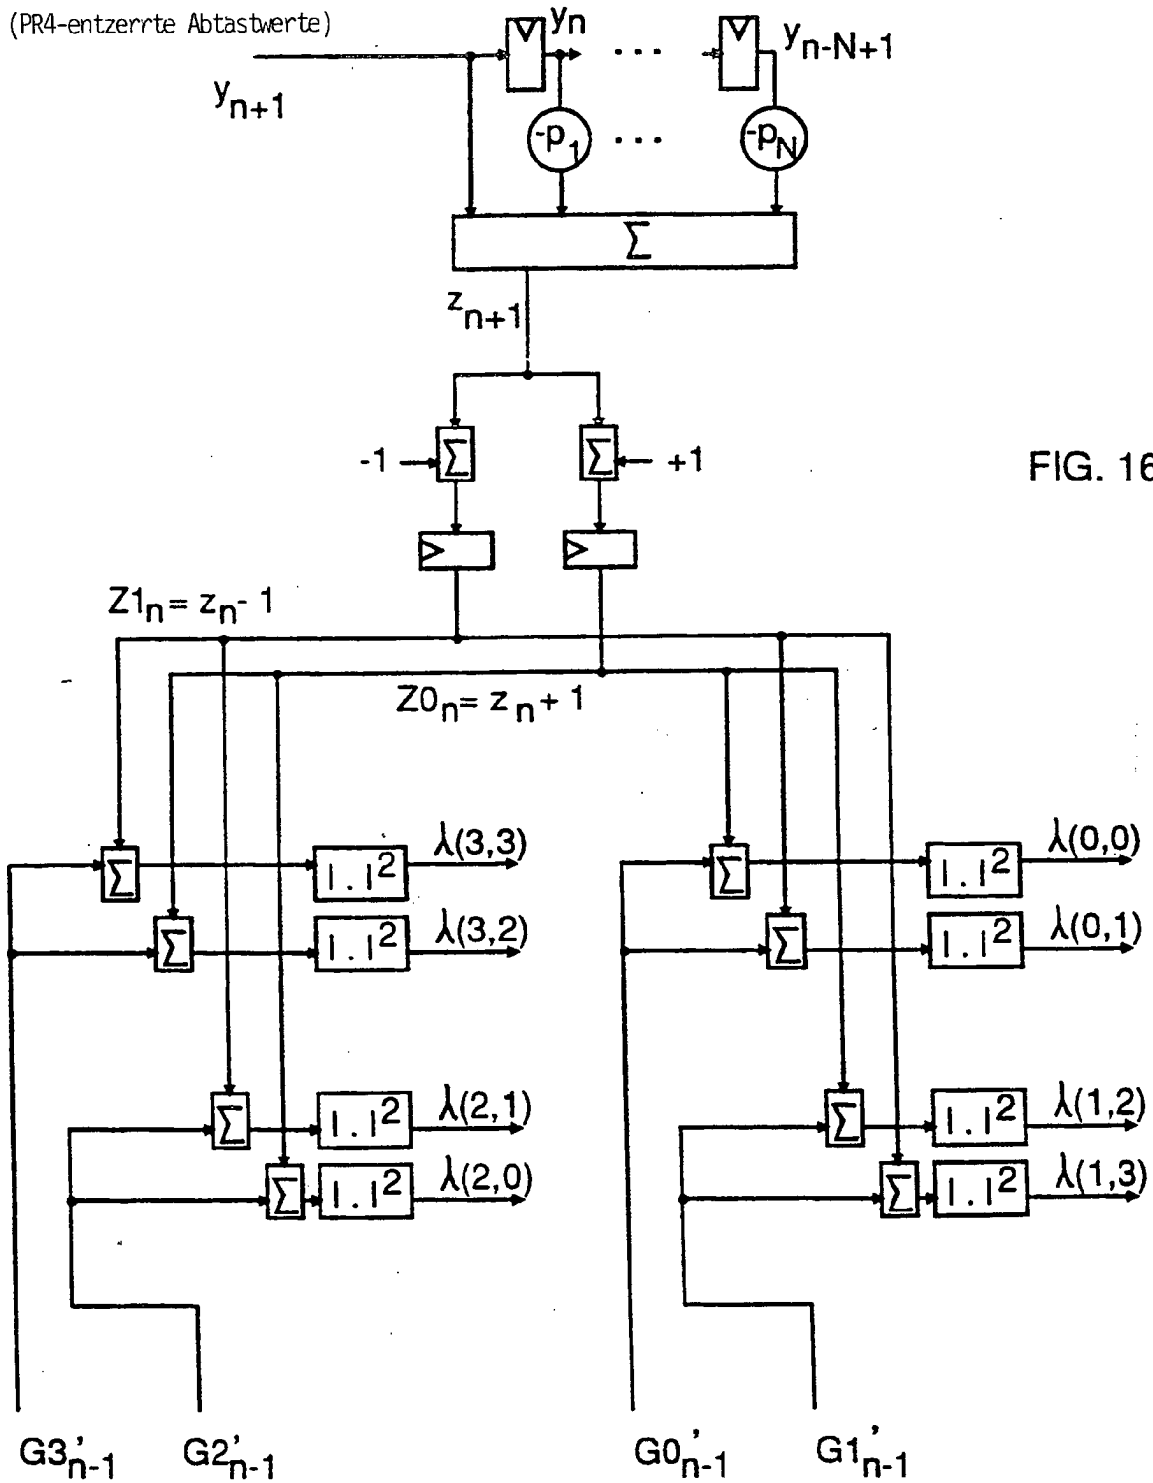 (PR4-entzerrte Abtastwerte)
yn
yn-N+1
yn+1
-p1
...
-pN
...
Σ
zn+1
-1
Σ
Σ
+1
FIG. 16
Z1n = zn - 1
Z0n = zn + 1
Σ
|.|2
λ(3,3)
Σ
|.|2
λ(0,0)
Σ
|.|2
λ(3,2)
Σ
|.|2
λ(0,1)
Σ
|.|2
λ(2,1)
Σ
|.|2
λ(1,2)
Σ
|.|2
λ(2,0)
Σ
|.|2
λ(1,3)
G3'n-1
G2'n-1
G0'n-1
G1'n-1